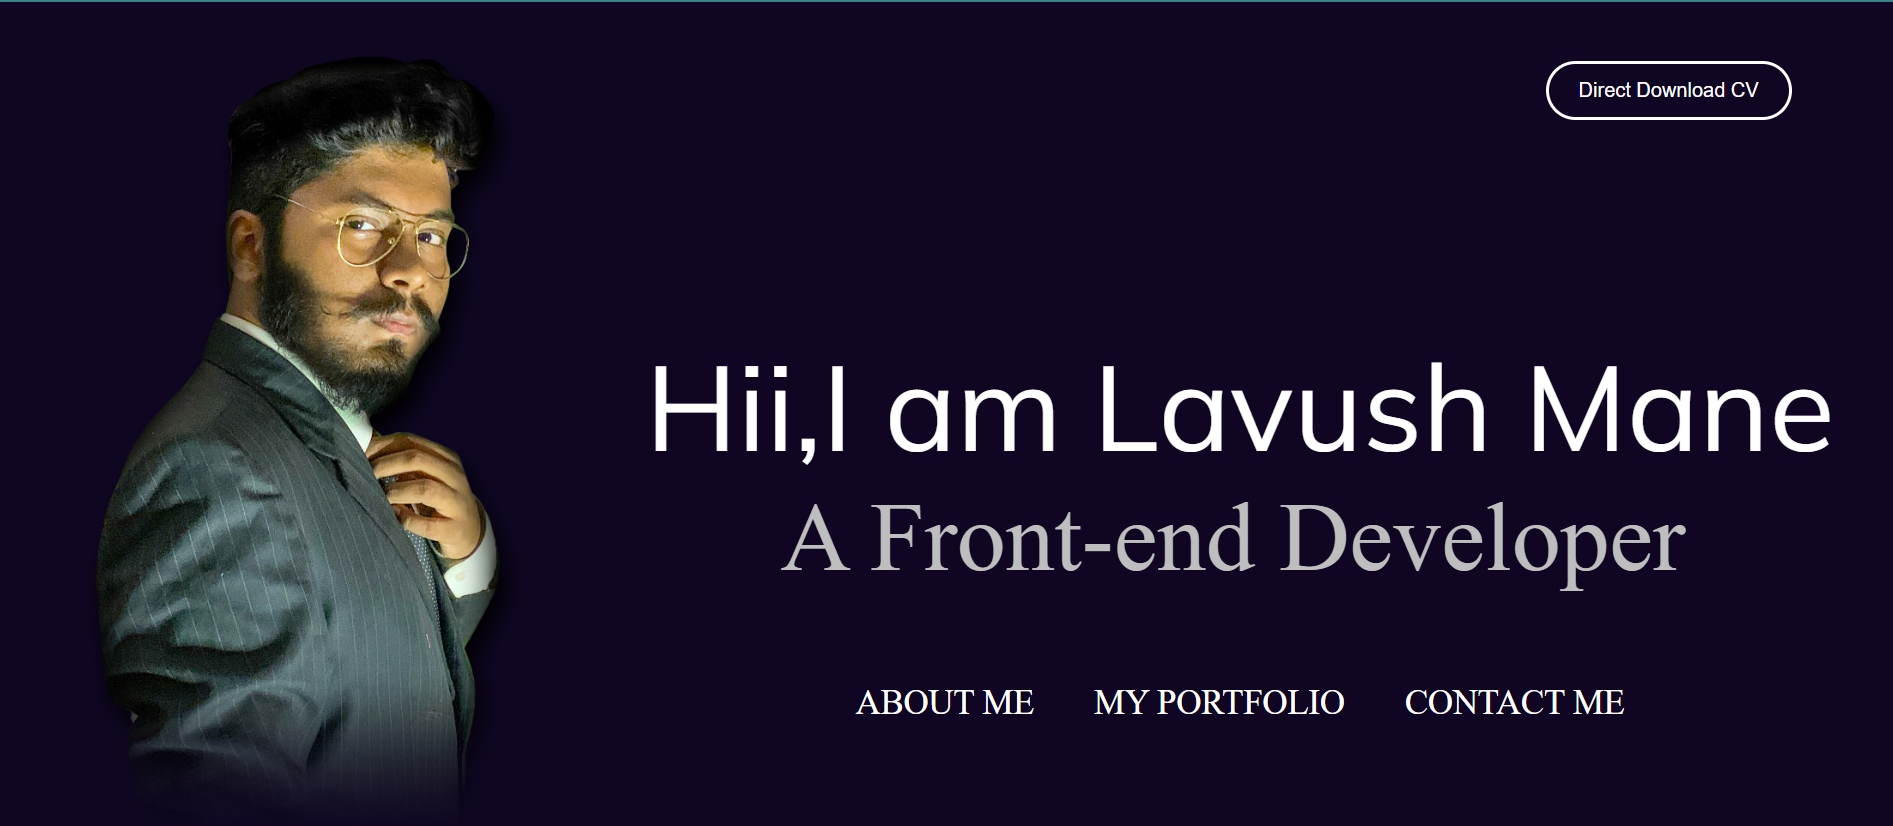 Direct Download CV
Hii,I am Lavush Mane
A Front-end Developer
ABOUT ME MY PORTFOLIO CONTACT ME